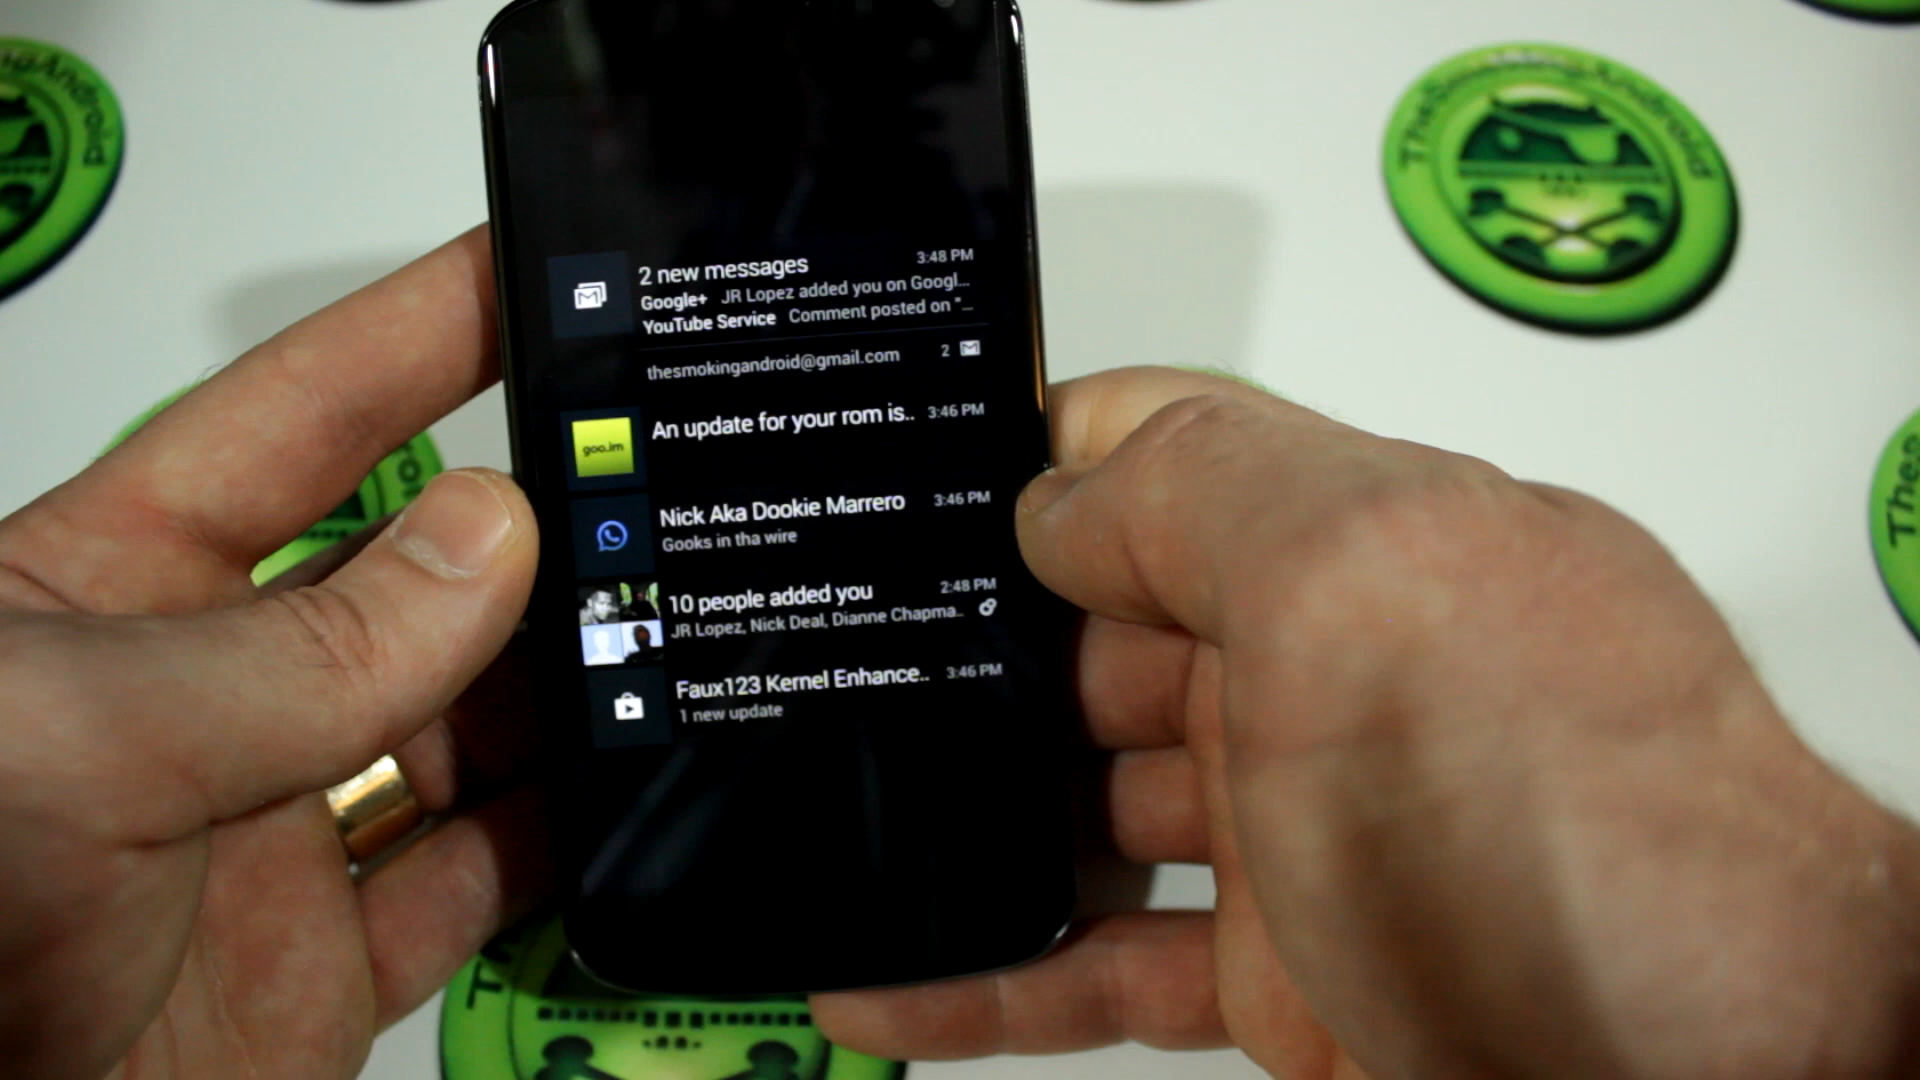 2 new messages 3:48 PM
Google+ JR Lopez added you on Googl...
YouTube Service Comment posted on "...
thesmokingandroid@gmail.com 2
goo.im
An update for your rom is.. 3:46 PM
Nick Aka Dookie Marrero 3:46 PM
Gooks in tha wire
10 people added you 2:48 PM
JR Lopez, Nick Deal, Dianne Chapma..
Faux123 Kernel Enhance.. 3:46 PM
1 new update
TheSmokingAndroid